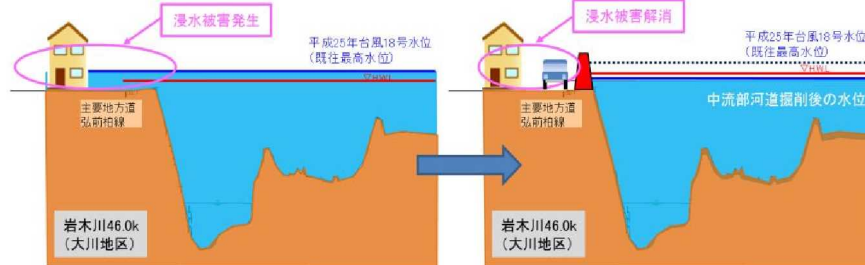 浸水被害発生
平成25年台風18号水位
(既往最高水位)
▽HWL
主要地方道
弘前柏線
岩木川46.0k
(大川地区)
浸水被害解消
平成25年台風18号水位
(既往最高水位)
▽HWL
中流部河道掘削後の水位
主要地方道
弘前柏線
岩木川46.0k
(大川地区)